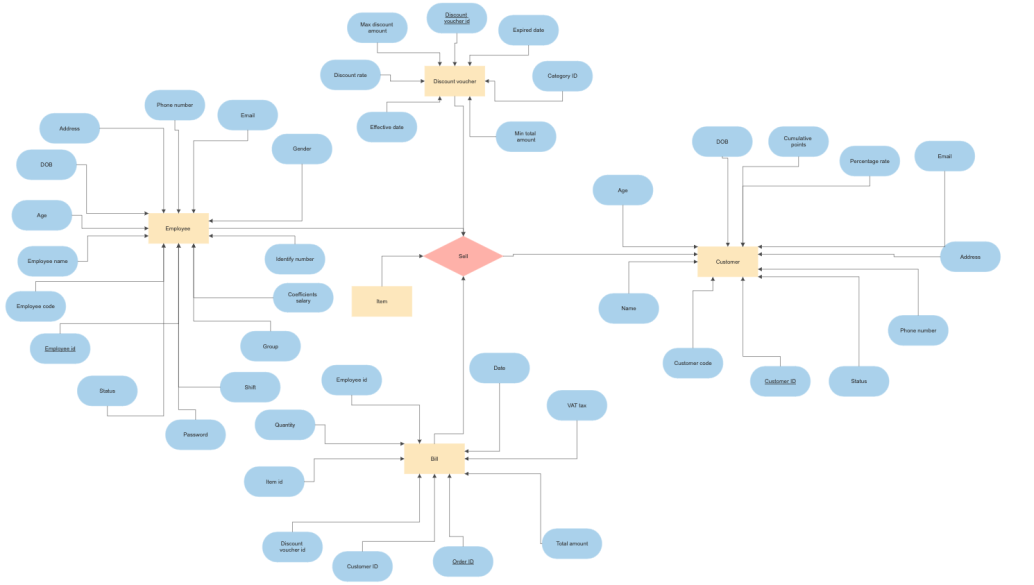 Discount
voucher id
Max discount
amount
Expired date
Discount rate
Discount voucher
Category ID
Effective date
Min total
amount
Phone number
Email
Address
Gender
DOB
Age
Employee
Employee name
Identify number
Employee code
Coefficients
salary
Employee id
Group
Status
Shift
Password
Sell
Item
DOB
Cumulative
points
Percentage rate
Email
Age
Customer
Address
Name
Phone number
Customer code
Customer ID
Status
Employee id
Date
VAT tax
Quantity
Bill
Item id
Discount
voucher id
Customer ID
Order ID
Total amount